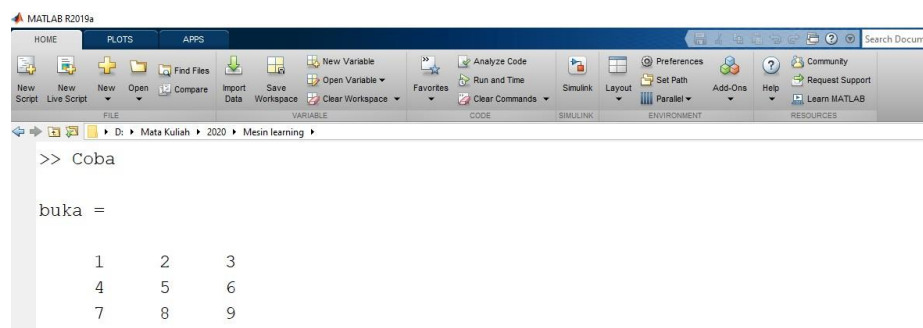 MATLAB R2019a
HOME PLOTS APPS Search Docum
New Script New Live Script New Open Find Files Compare Import Data Save Workspace New Variable Open Variable Clear Workspace Favorites Analyze Code Run and Time Clear Commands Simulink Layout Preferences Set Path Parallel Add-Ons Help Community Request Support Learn MATLAB
FILE VARIABLE CODE SIMULINK ENVIRONMENT RESOURCES
D: Mata Kuliah 2020 Mesin learning
>> Coba
buka =
1 2 3
4 5 6
7 8 9